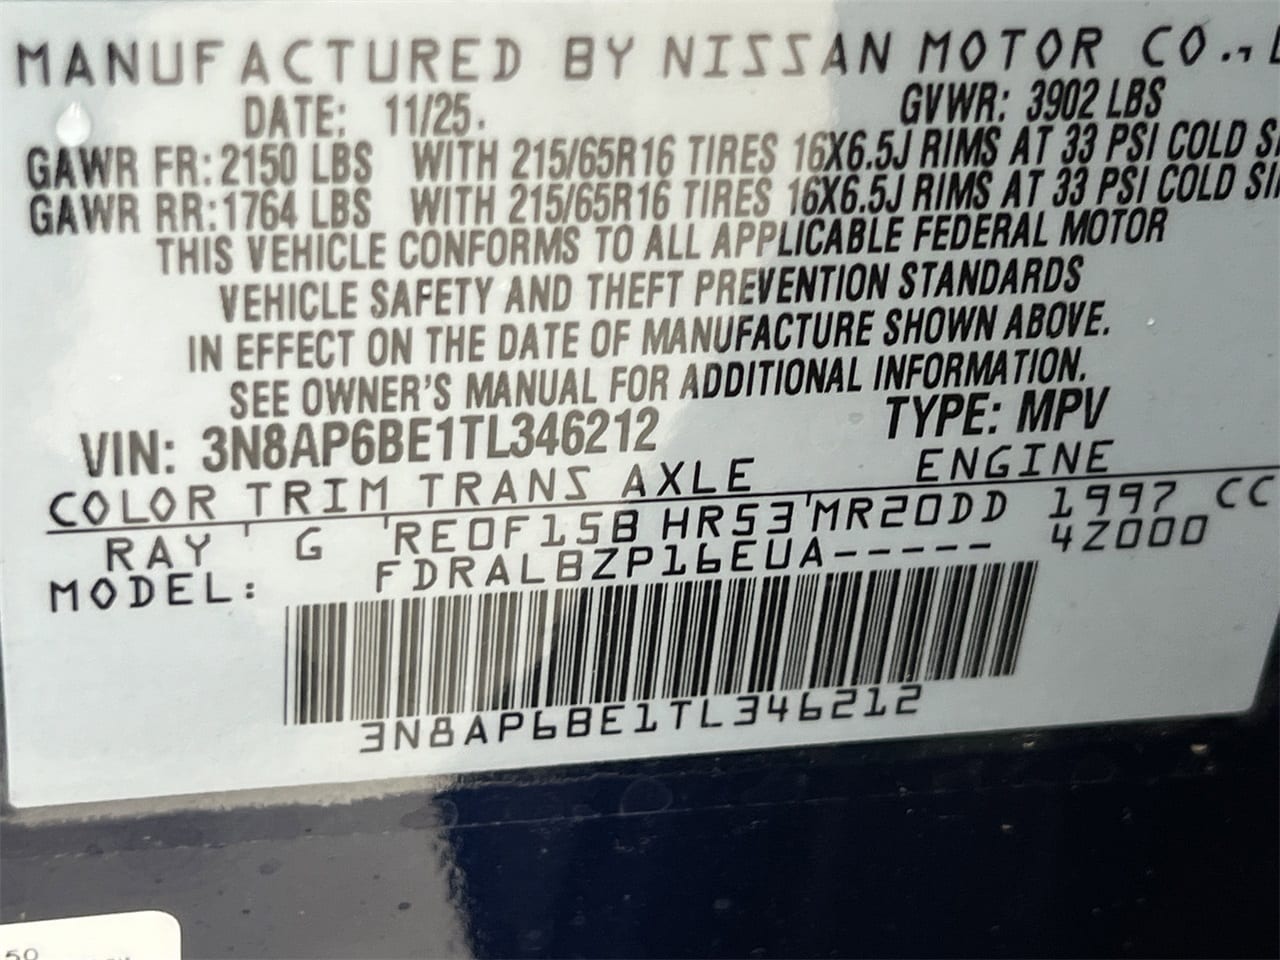 MANUFACTURED BY NISSAN MOTOR CO.,
DATE: 11/25. GVWR: 3902 LBS
GAWR FR: 2150 LBS WITH 215/65R16 TIRES 16X6.5J RIMS AT 33 PSI COLD
GAWR RR: 1764 LBS WITH 215/65R16 TIRES 16X6.5J RIMS AT 33 PSI COLD
THIS VEHICLE CONFORMS TO ALL APPLICABLE FEDERAL MOTOR
VEHICLE SAFETY AND THEFT PREVENTION STANDARDS
IN EFFECT ON THE DATE OF MANUFACTURE SHOWN ABOVE.
SEE OWNER'S MANUAL FOR ADDITIONAL INFORMATION.
VIN: 3N8AP6BE1TL346212 TYPE: MPV
COLOR TRIM TRANS AXLE ENGINE
RAY G RE0F15B HR53 MR20DD 1997 CC
MODEL: FDRALBZP16EUA----- 4Z000
3N8AP6BE1TL346212